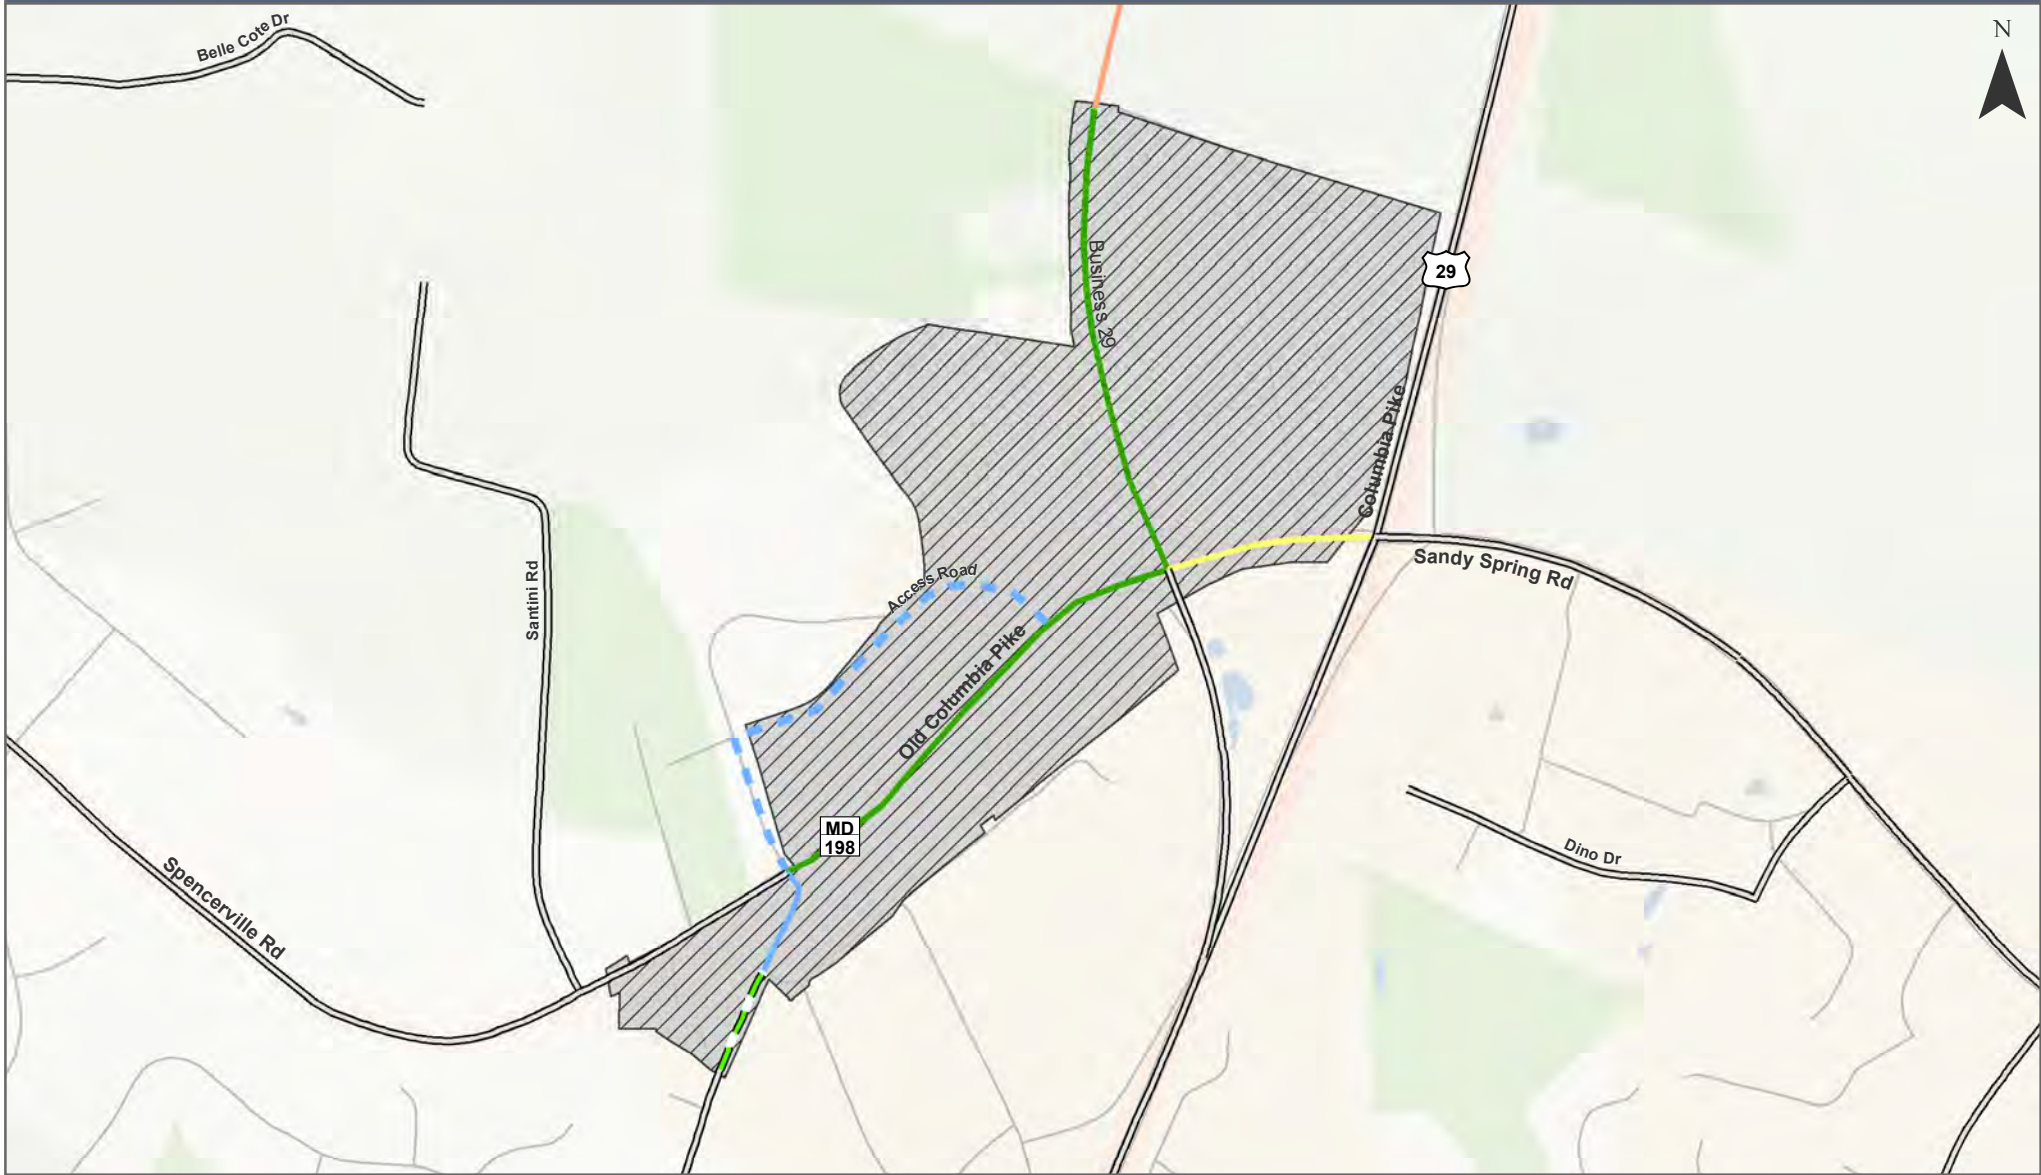 Belle Cote Dr
N
Business 29
29
Columbia Pike
Sandy Spring Rd
Access Road
Santini Rd
Old Columbia Pike
MD
198
Dino Dr
Spencerville Rd